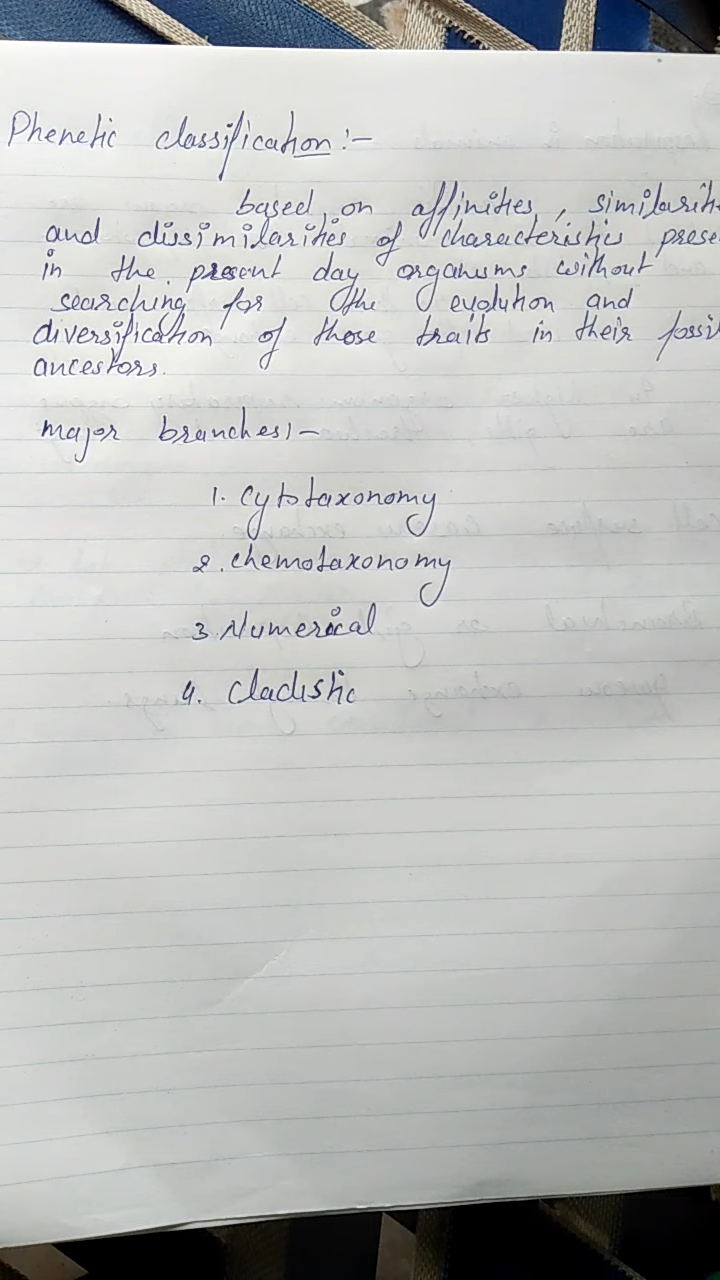 Phenetic classification :-
based on affinities, similarit
and dissimilarities of characteristics prese
in the present day organisms without
searching for the evolution and
diversification of those traits in their fossi
ancestors.
major branches:-
1. Cytotaxonomy
2. chemotaxonomy
3. Numerical
4. Cladistic